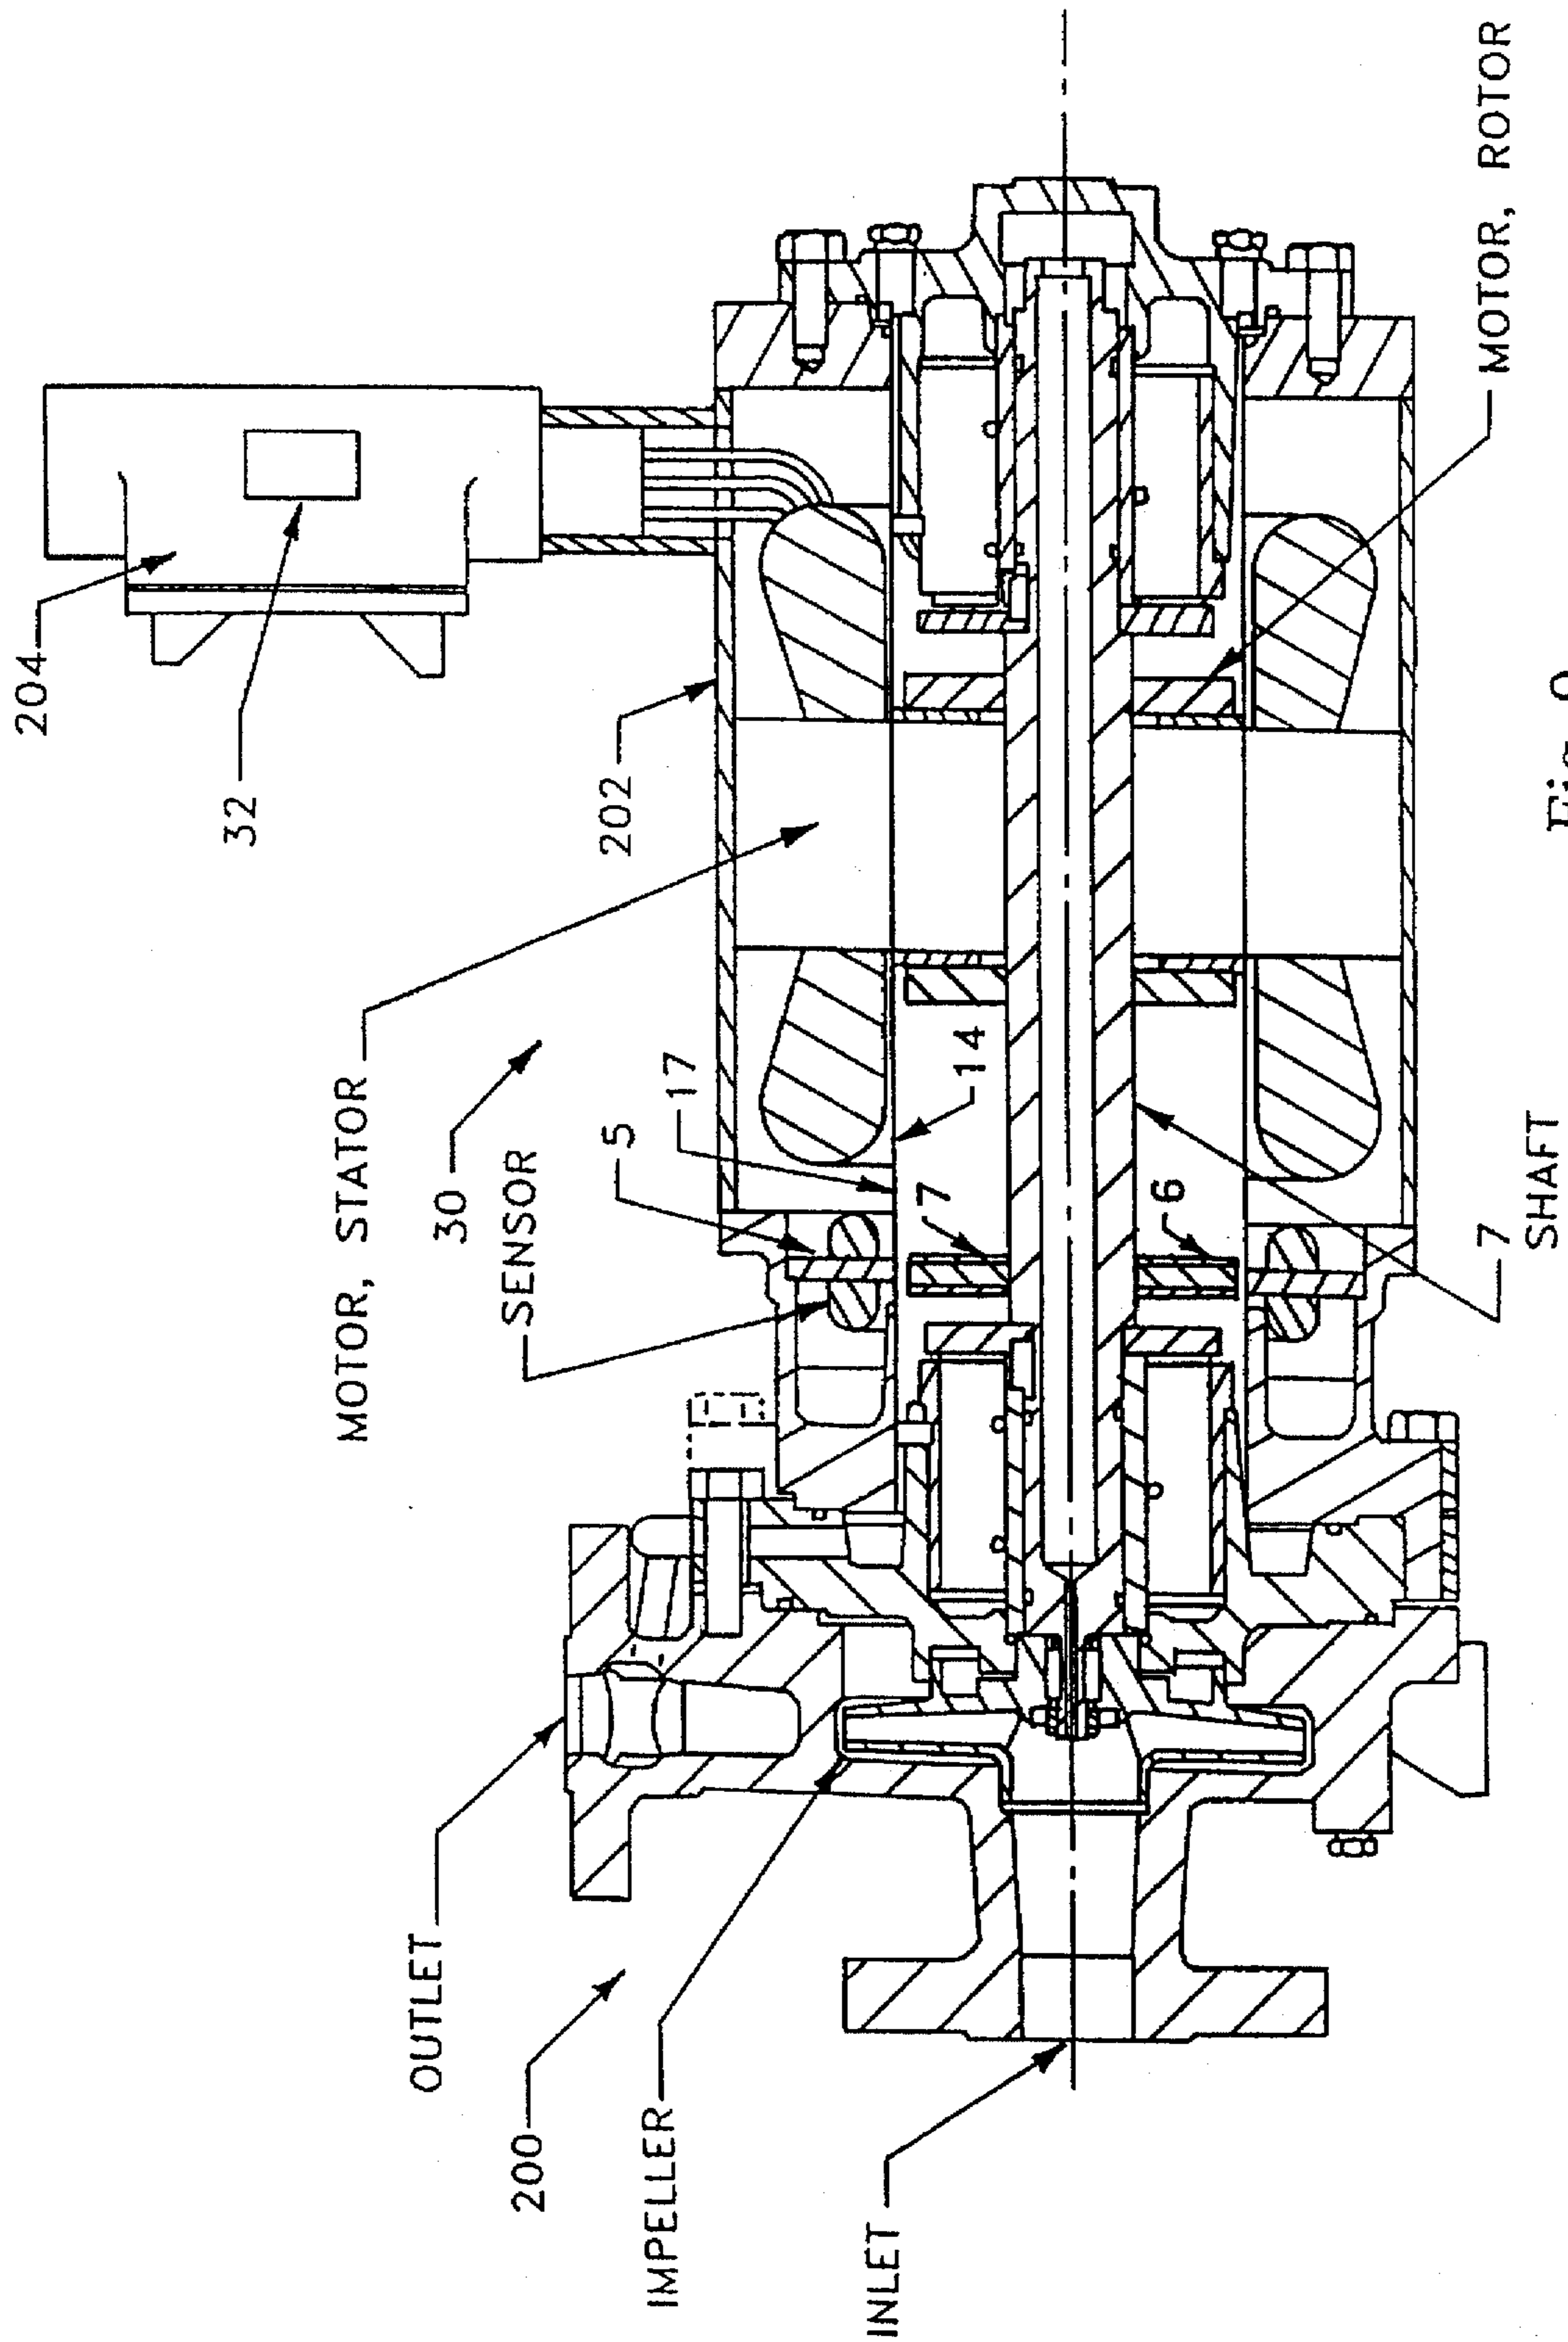 204
32
202
MOTOR, STATOR
30
SENSOR
5
17
14
7
6
OUTLET
200
IMPELLER
INLET
7
SHAFT
MOTOR, ROTOR